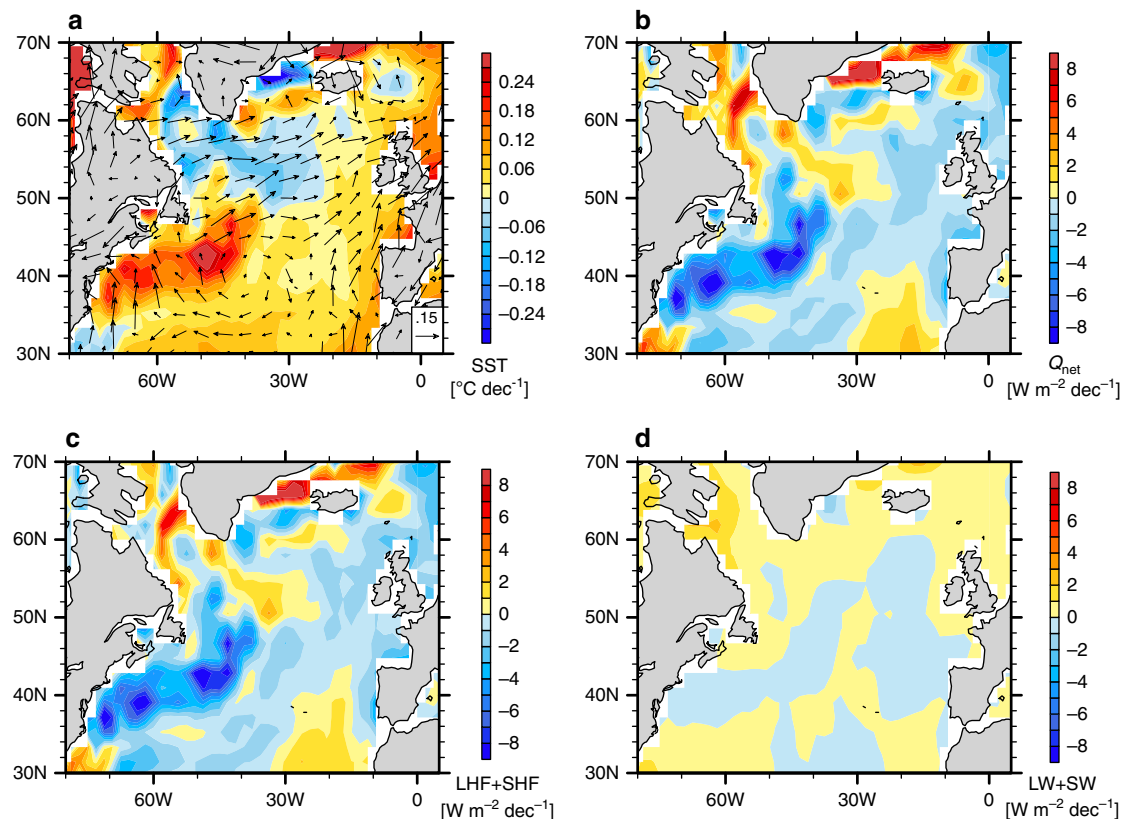 a
70N
60N
50N
40N
30N
60W
30W
0
15
0.24
0.18
0.12
0.06
0
−0.06
−0.12
−0.18
−0.24
SST
[°C dec⁻¹]
b
70N
60N
50N
40N
30N
60W
30W
0
8
6
4
2
0
−2
−4
−6
−8
Qnet
[W m⁻² dec⁻¹]
c
70N
60N
50N
40N
30N
60W
30W
0
8
6
4
2
0
−2
−4
−6
−8
LHF+SHF
[W m⁻² dec⁻¹]
d
70N
60N
50N
40N
30N
60W
30W
0
8
6
4
2
0
−2
−4
−6
−8
LW+SW
[W m⁻² dec⁻¹]